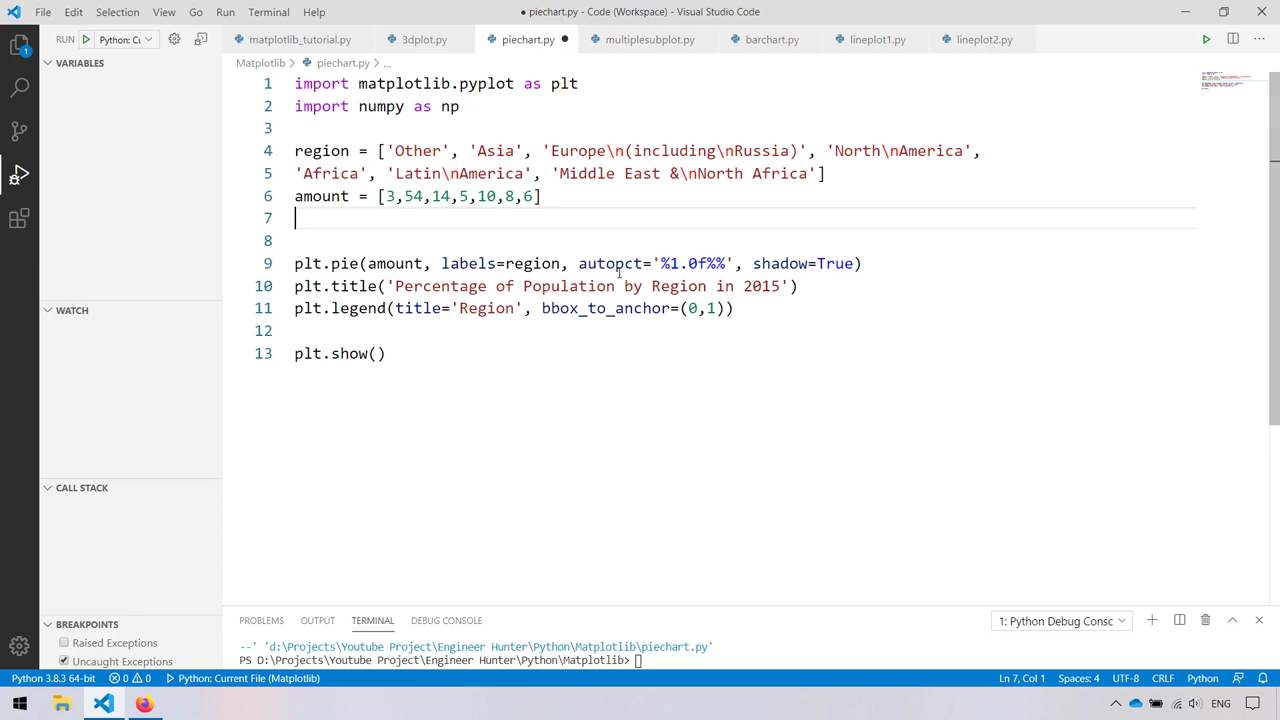 File Edit Selection View Go Run Terminal Help
● piechart.py - Code (Workspace) - Visual Studio Code
RUN Python: Cu
matplotlib_tutorial.py 3dplot.py piechart.py ● multiplesubplot.py barchart.py lineplot1.py lineplot2.py
Matplotlib > piechart.py > ...
VARIABLES
WATCH
CALL STACK
BREAKPOINTS
Raised Exceptions
Uncaught Exceptions
1 import matplotlib.pyplot as plt
2 import numpy as np
3
4 region = ['Other', 'Asia', 'Europe\n(including\nRussia)', 'North\nAmerica',
5 'Africa', 'Latin\nAmerica', 'Middle East &\nNorth Africa']
6 amount = [3,54,14,5,10,8,6]
7
8
9 plt.pie(amount, labels=region, autopct='%1.0f%%', shadow=True)
10 plt.title('Percentage of Population by Region in 2015')
11 plt.legend(title='Region', bbox_to_anchor=(0,1))
12
13 plt.show()
PROBLEMS OUTPUT TERMINAL DEBUG CONSOLE
1: Python Debug Consc
--' 'd:\Projects\Youtube Project\Engineer Hunter\Python\Matplotlib\piechart.py'
PS D:\Projects\Youtube Project\Engineer Hunter\Python\Matplotlib>
Python 3.8.3 64-bit 0 0 Python: Current File (Matplotlib)
Ln 7, Col 1 Spaces: 4 UTF-8 CRLF Python
ENG
1